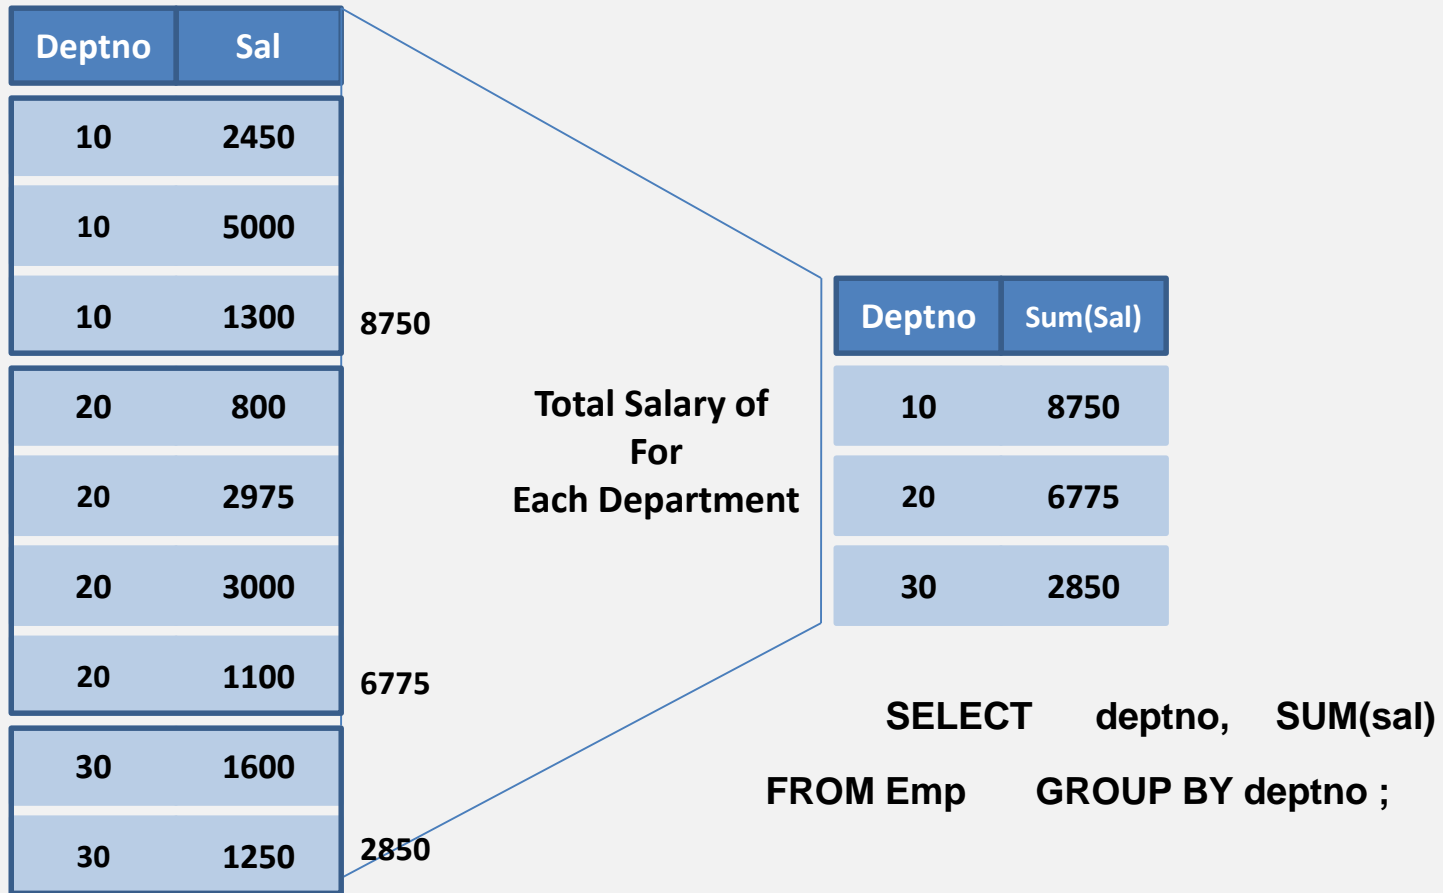 Deptno Sal
10 2450
10 5000
10 1300
8750
20 800
20 2975
20 3000
20 1100
6775
30 1600
30 1250
2850
Total Salary of
For
Each Department
Deptno Sum(Sal)
10 8750
20 6775
30 2850
SELECT deptno, SUM(sal)
FROM Emp GROUP BY deptno ;